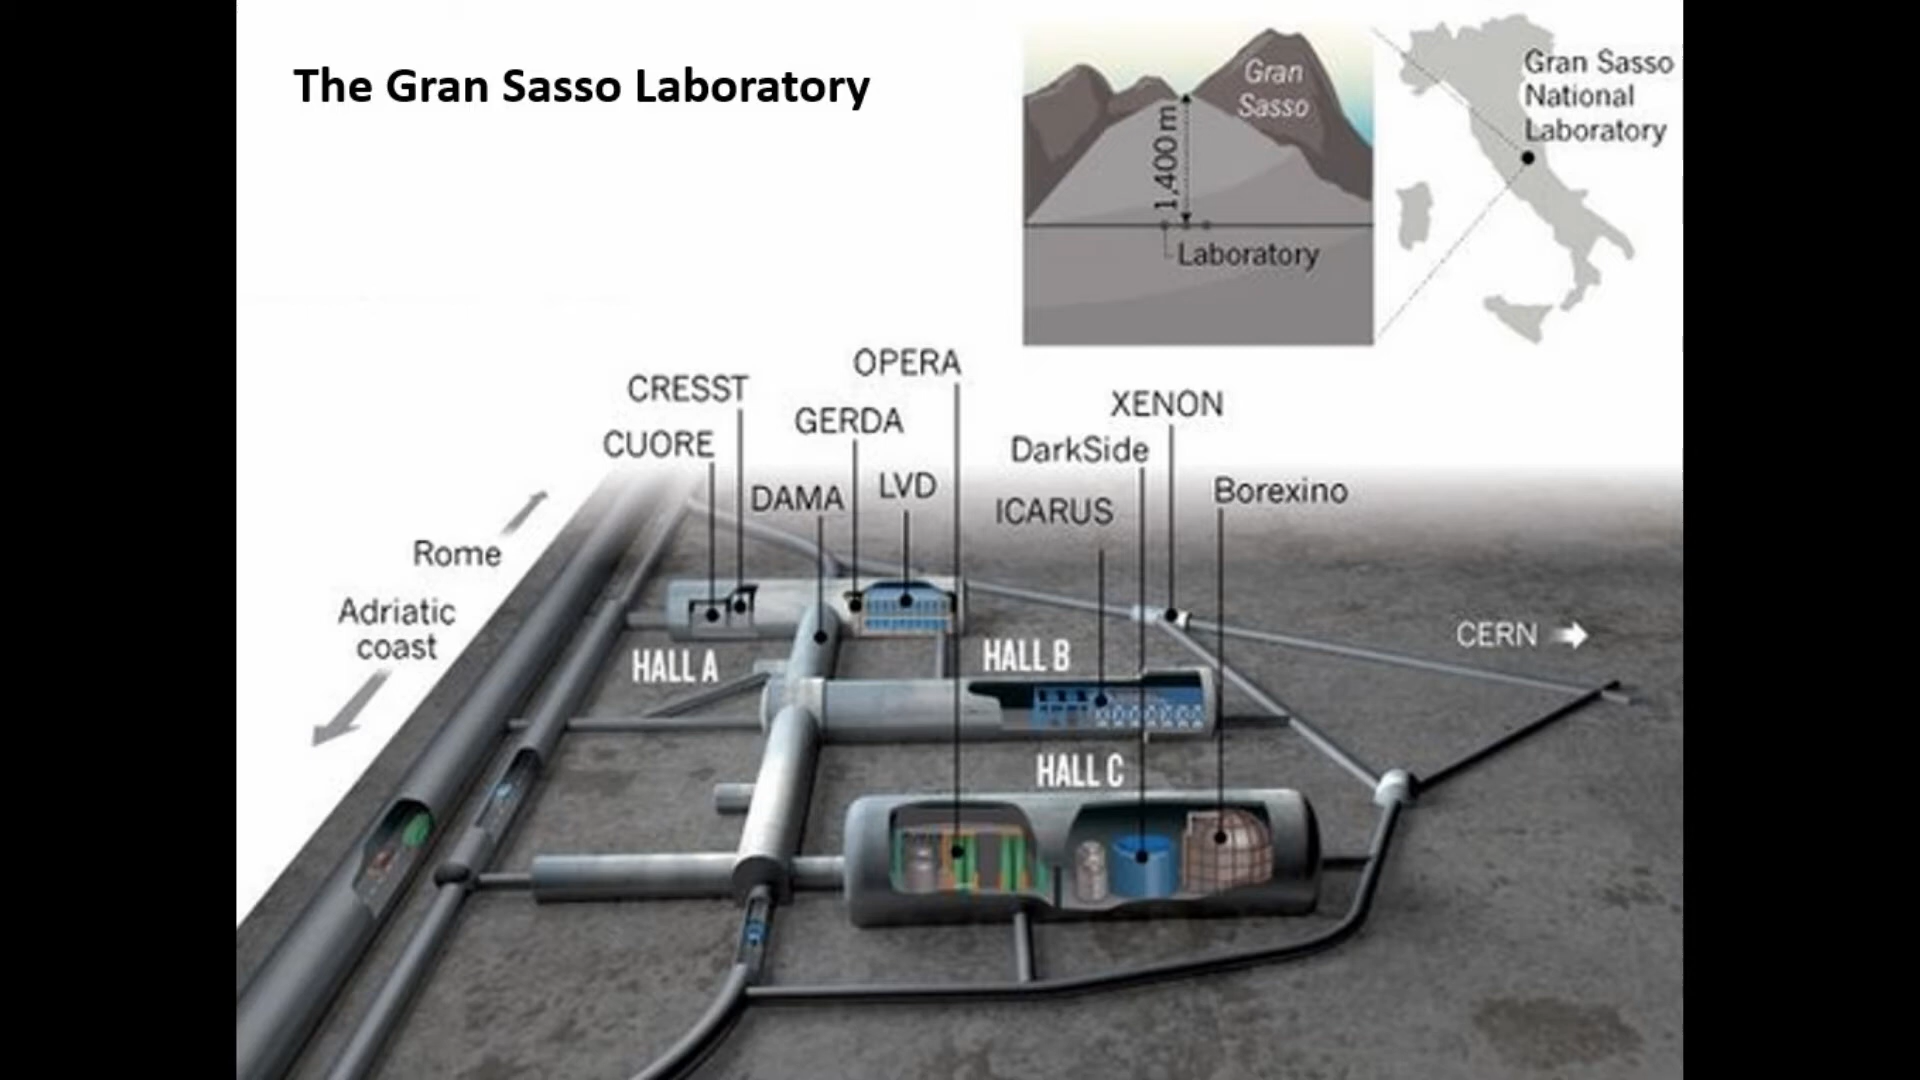 The Gran Sasso Laboratory
Gran
Sasso
1,400 m
Laboratory
Gran Sasso
National
Laboratory
OPERA
CRESST
XENON
GERDA
CUORE
DarkSide
LVD
Borexino
DAMA
ICARUS
Rome
Adriatic
coast
CERN
HALL A
HALL B
HALL C